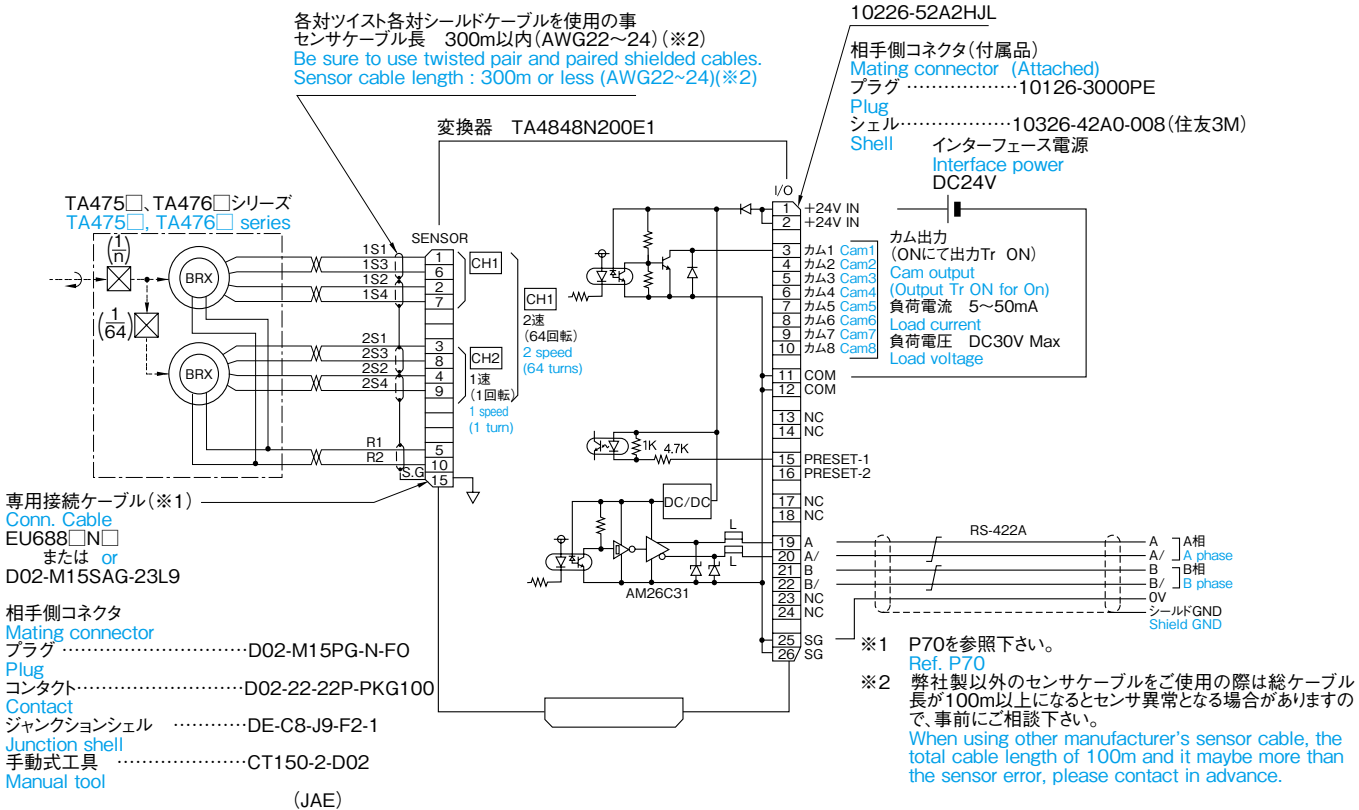 各対ツイスト各対シールドケーブルを使用の事
センサケーブル長 300m以内(AWG22～24)(※2)
Be sure to use twisted pair and paired shielded cables.
Sensor cable length : 300m or less (AWG22~24)(※2)
10226-52A2HJL
相手側コネクタ(付属品)
Mating connector (Attached)
プラグ ………………10126-3000PE
Plug
シェル………………10326-42A0-008(住友3M)
Shell
インターフェース電源
Interface power
DC24V
変換器 TA4848N200E1
TA475□、TA476□シリーズ
TA475□, TA476□ series
(1/n)
(1/64)
BRX
BRX
SENSOR
1S1 1
1S3 6
1S2 2
1S4 7
2S1 3
2S3 8
2S2 4
2S4 9
R1 5
R2 10
S.G 15
CH1
CH2
1速
(1回転)
1 speed
(1 turn)
CH1
2速
(64回転)
2 speed
(64 turns)
1K 4.7K
DC/DC
L
L
AM26C31
I/O
1 +24V IN
2 +24V IN
3 カム1 Cam1
4 カム2 Cam2
5 カム3 Cam3
6 カム4 Cam4
7 カム5 Cam5
8 カム6 Cam6
9 カム7 Cam7
10 カム8 Cam8
11 COM
12 COM
13 NC
14 NC
15 PRESET-1
16 PRESET-2
17 NC
18 NC
19 A
20 A/
21 B
22 B/
23 NC
24 NC
25 SG
26 SG
カム出力
(ONにて出力Tr ON)
Cam output
(Output Tr ON for On)
負荷電流 5～50mA
Load current
負荷電圧 DC30V Max
Load voltage
RS-422A
A A相
A/ A phase
B B相
B/ B phase
0V
シールドGND
Shield GND
専用接続ケーブル(※1)
Conn. Cable
EU688□N□
または or
D02-M15SAG-23L9
相手側コネクタ
Mating connector
プラグ ………………………D02-M15PG-N-FO
Plug
コンタクト………………………D02-22-22P-PKG100
Contact
ジャンクションシェル …………DE-C8-J9-F2-1
Junction shell
手動式工具 …………………CT150-2-D02
Manual tool
(JAE)
※1 P70を参照下さい。
Ref. P70
※2 弊社製以外のセンサケーブルをご使用の際は総ケーブル
長が100m以上になるとセンサ異常となる場合がありますの
で、事前にご相談下さい。
When using other manufacturer's sensor cable, the
total cable length of 100m and it maybe more than
the sensor error, please contact in advance.